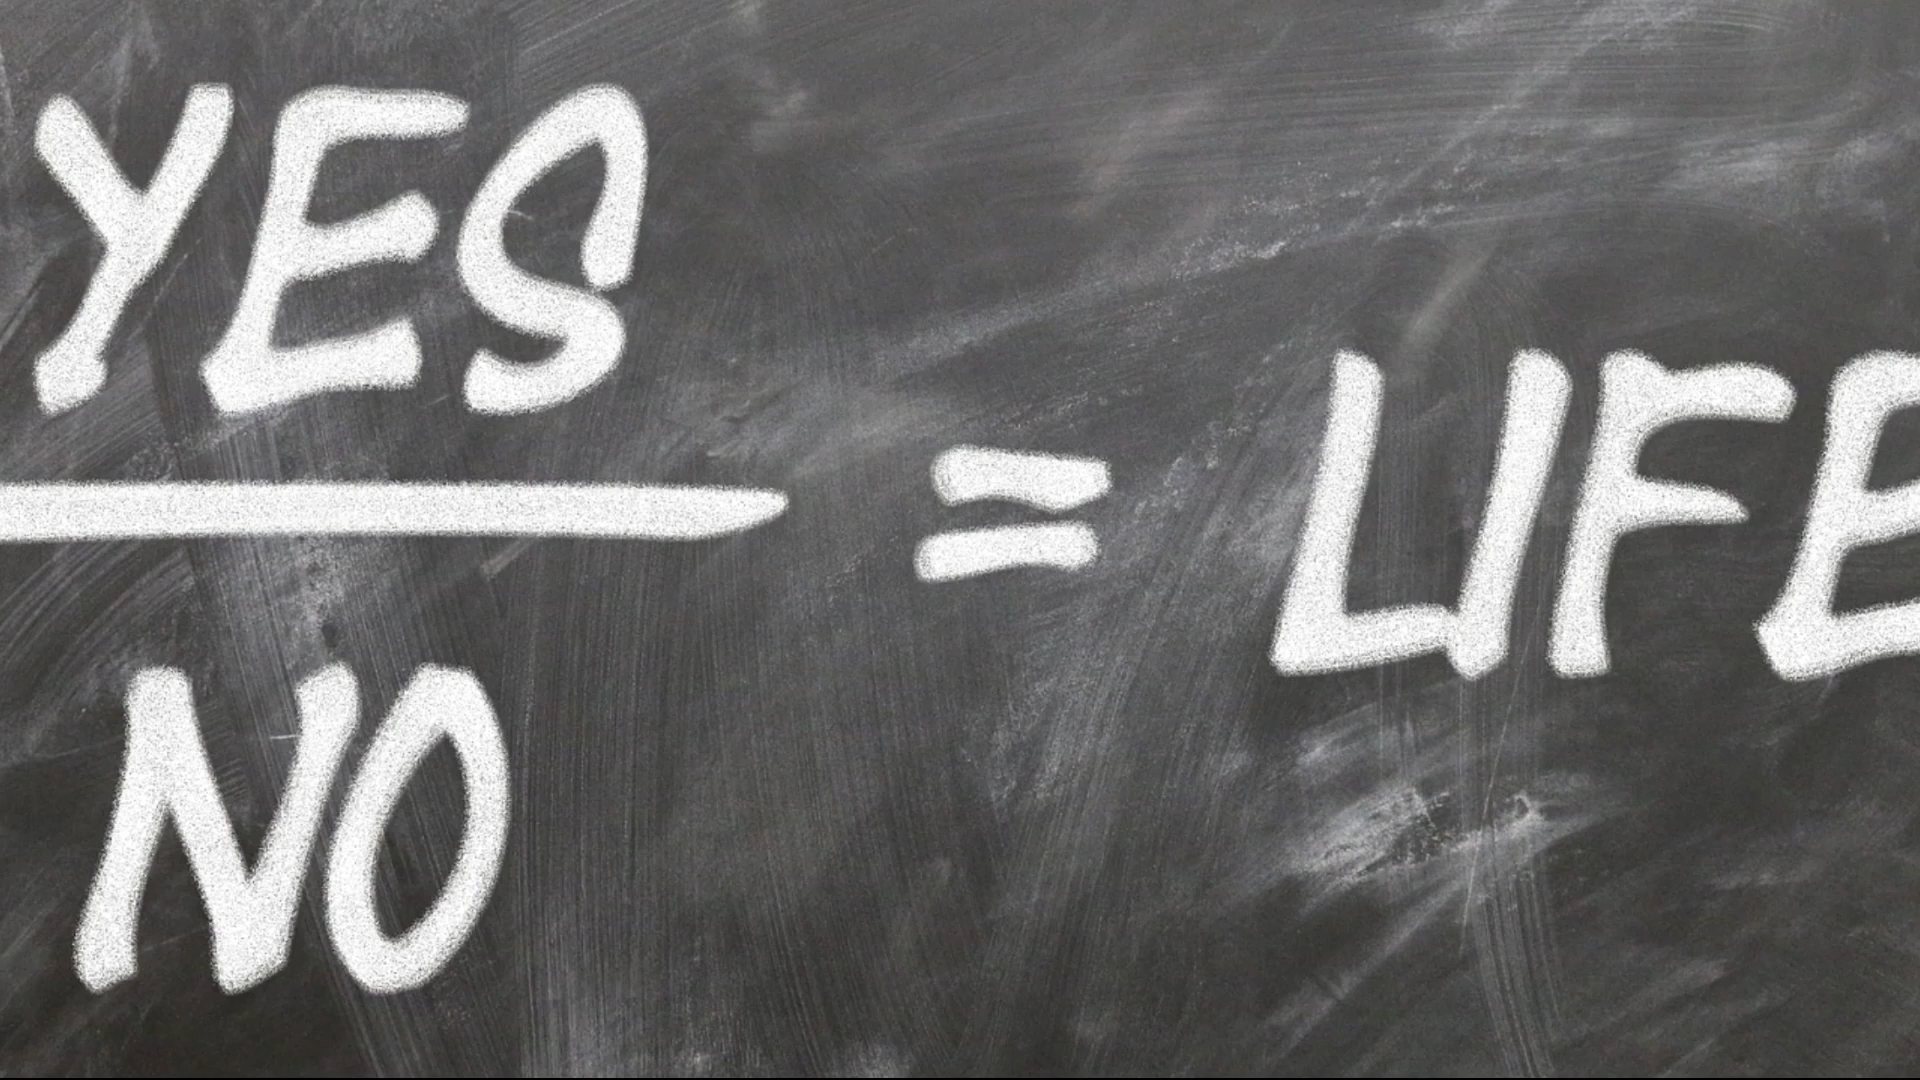 YES
= LIFE
NO